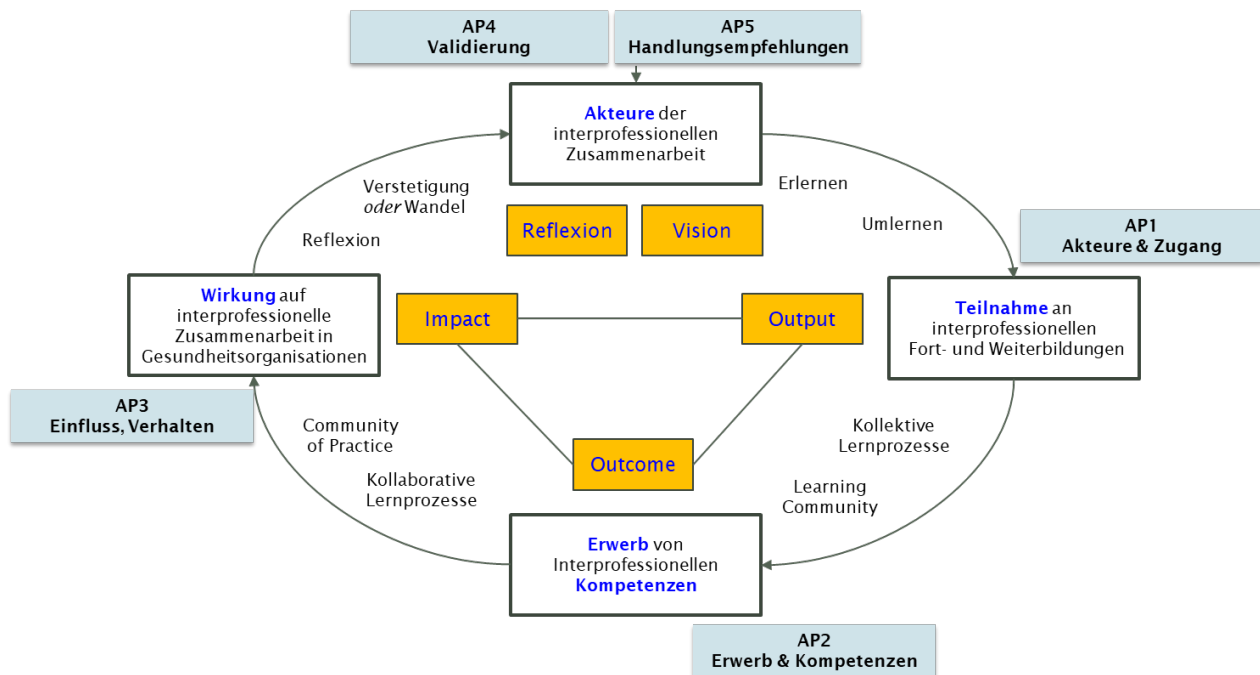 AP4
Validierung
AP5
Handlungsempfehlungen
Akteure der
interprofessionellen
Zusammenarbeit
Verstetigung
oder Wandel
Reflexion
Erlernen
Umlernen
Reflexion
Vision
AP1
Akteure & Zugang
Wirkung auf
interprofessionelle
Zusammenarbeit in
Gesundheitsorganisationen
Impact
Output
Teilnahme an
interprofessionellen
Fort- und Weiterbildungen
AP3
Einfluss, Verhalten
Community
of Practice
Kollaborative
Lernprozesse
Outcome
Kollektive
Lernprozesse
Learning
Community
Erwerb von
Interprofessionellen
Kompetenzen
AP2
Erwerb & Kompetenzen